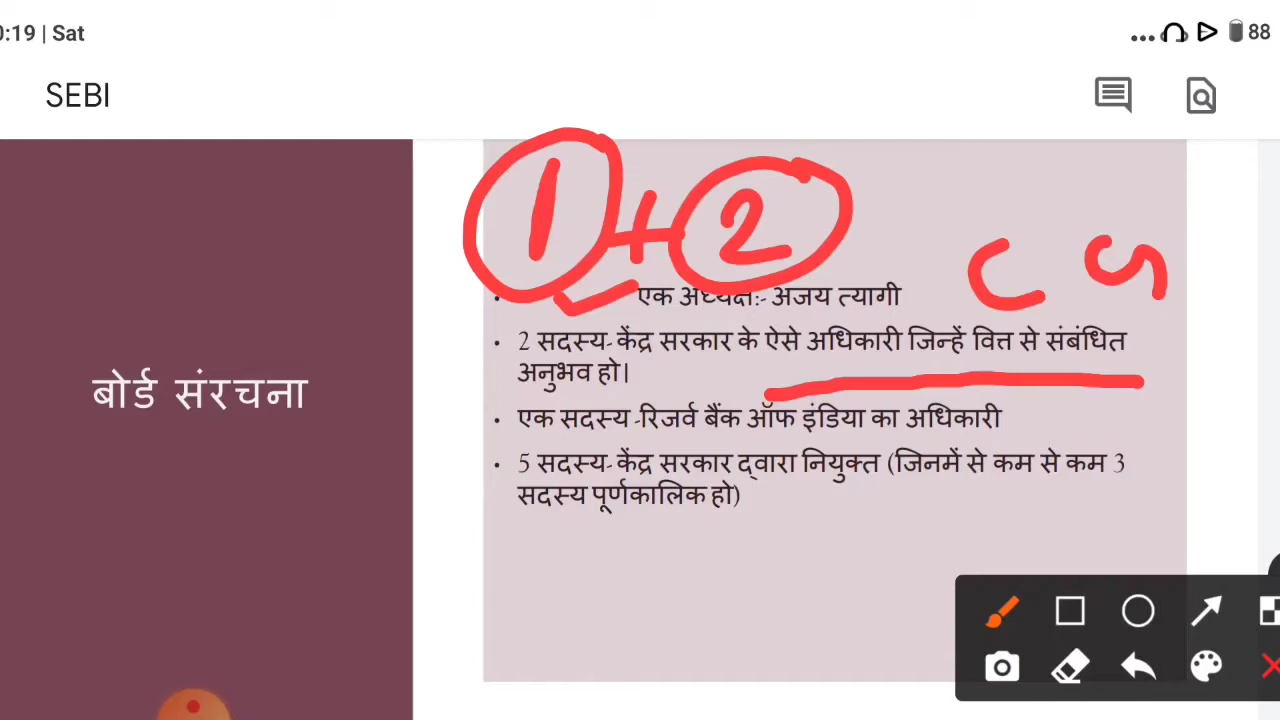 0:19 | Sat
88
SEBI
1 + 2
C G
एक अध्यक्षः- अजय त्यागी
2 सदस्य- केंद्र सरकार के ऐसे अधिकारी जिन्हें वित्त से संबंधित
अनुभव हो।
बोर्ड संरचना
एक सदस्य -रिजर्व बैंक ऑफ इंडिया का अधिकारी
5 सदस्य- केंद्र सरकार द्वारा नियुक्त (जिनमें से कम से कम 3
सदस्य पूर्णकालिक हो)